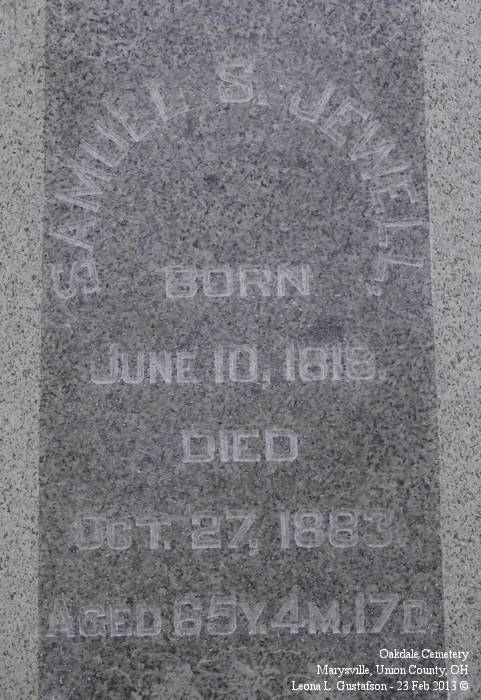 SAMUEL S. JEWELL,
BORN
JUNE 10, 1818.
DIED
OCT. 27, 1883.
AGED 65Y. 4M. 17D.
Oakdale Cemetery
Marysville, Union County, OH
Leona L. Gustafson - 23 Feb 2013 ©